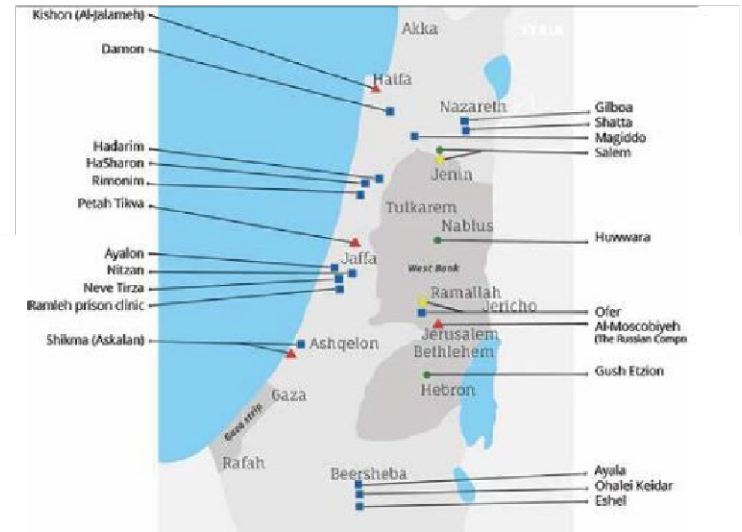 Kishon (Al-Jalameh)
Damon
Hadarim
HaSharon
Rimonim
Petah Tikva
Ayalon
Nitzan
Neve Tirza
Ramleh prison clinic
Shikma (Askalan)
Akka
SYRIA
Haifa
Nazareth
Jenin
Tulkarem
Nablus
Jaffa
West Bank
Ramallah
Jericho
Jerusalem
Bethlehem
Ashqelon
Hebron
Gaza
Gaza strip
Rafah
Beersheba
Gilboa
Shatta
Magiddo
Salem
Huwwara
Ofer
Al-Moscobiyeh
(The Russian Compo
Gush Etzion
Ayala
Ohalei Keidar
Eshel